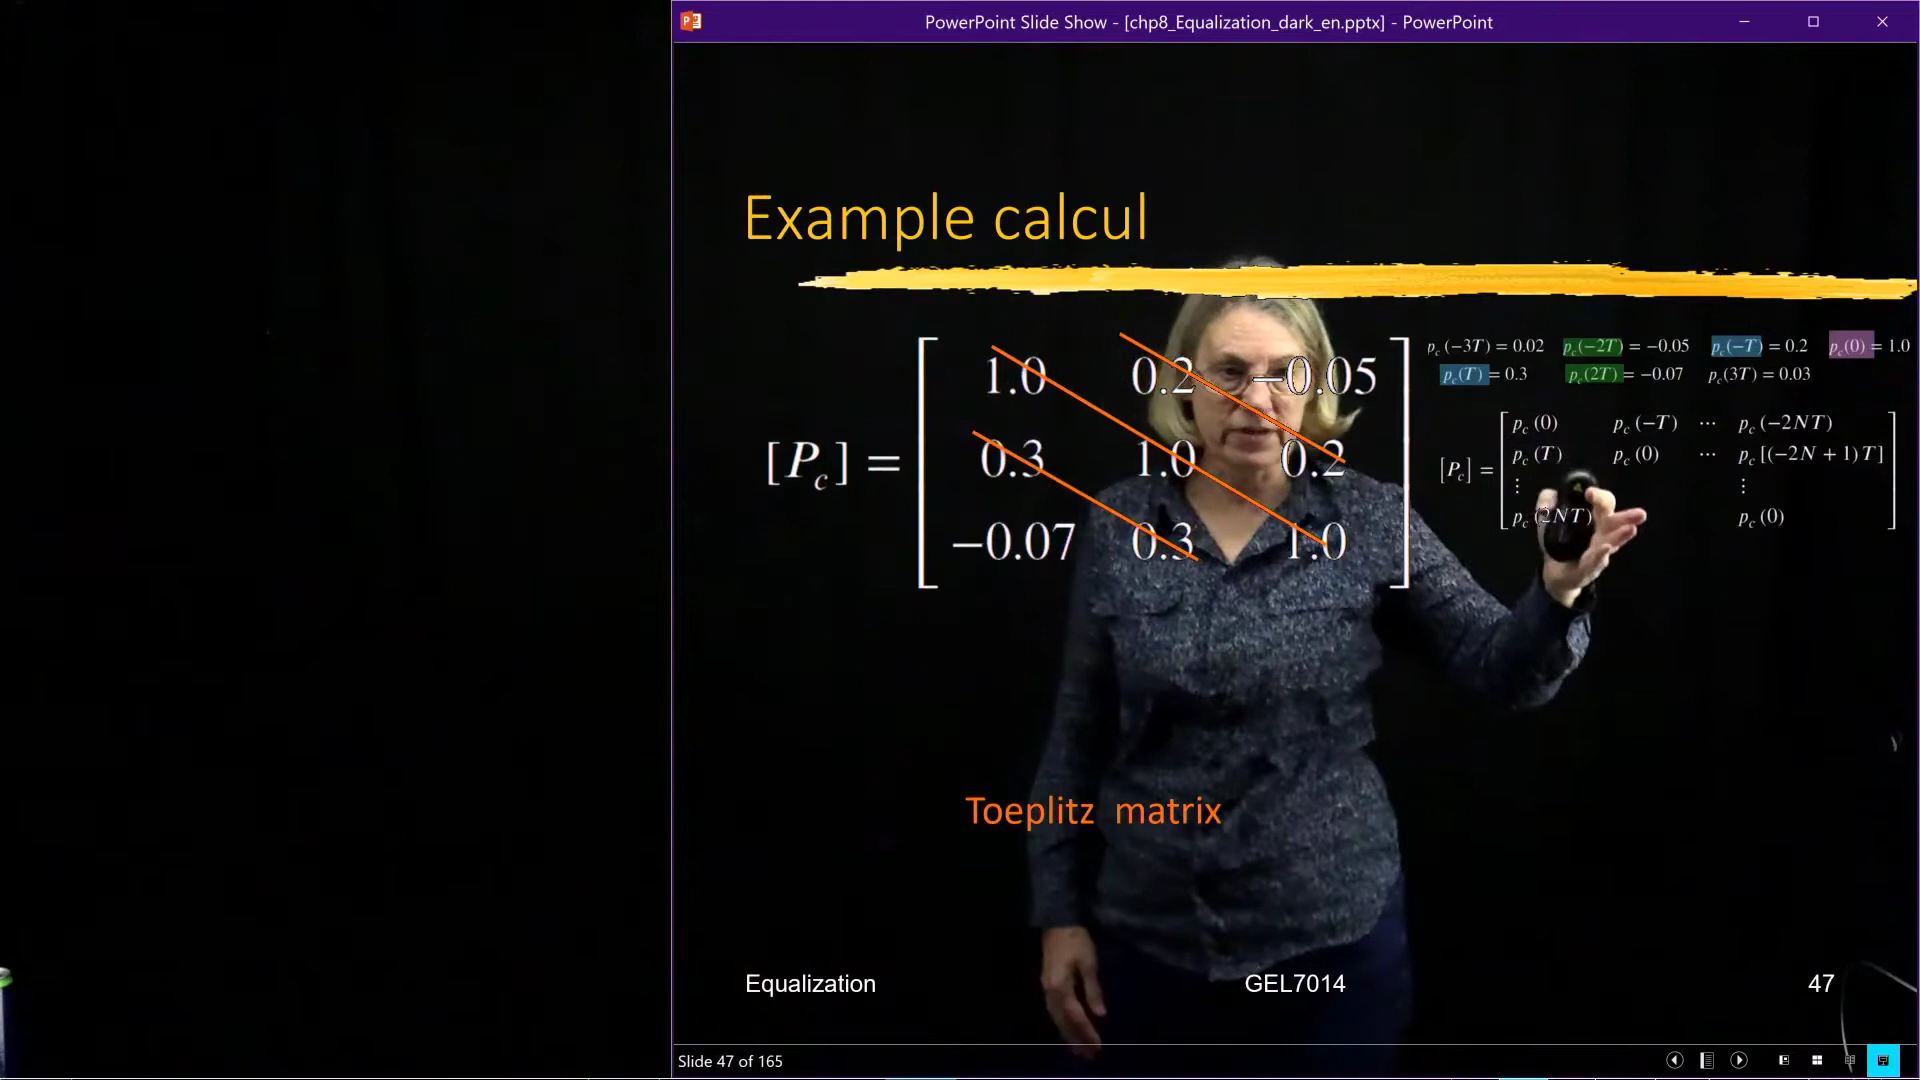 PowerPoint Slide Show - [chp8_Equalization_dark_en.pptx] - PowerPoint
Example calcul
[P_c] = [ 1.0 0.2 −0.05
0.3 1.0 0.2
−0.07 0.3 1.0 ]
p_c(−3T) = 0.02 p_c(−2T) = −0.05 p_c(−T) = 0.2 p_c(0) = 1.0
p_c(T) = 0.3 p_c(2T) = −0.07 p_c(3T) = 0.03
[P_c] = [ p_c (0) p_c (−T) ⋯ p_c (−2NT)
p_c (T) p_c (0) ⋯ p_c [(−2N + 1) T]
⋮ ⋮
p_c (2NT) p_c (0) ]
Toeplitz matrix
Equalization GEL7014 47
Slide 47 of 165